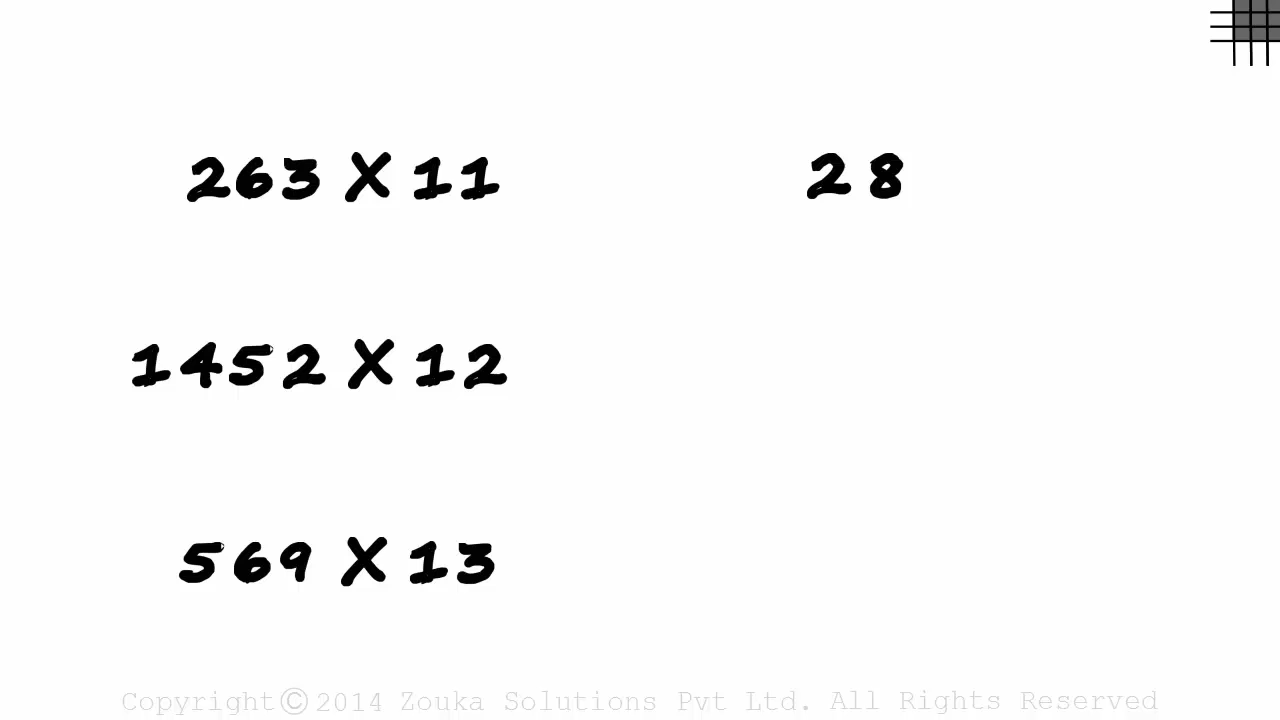 263 X 11 28
1452 X 12
569 X 13
Copyright©2014 Zouka Solutions Pvt Ltd. All Rights Reserved